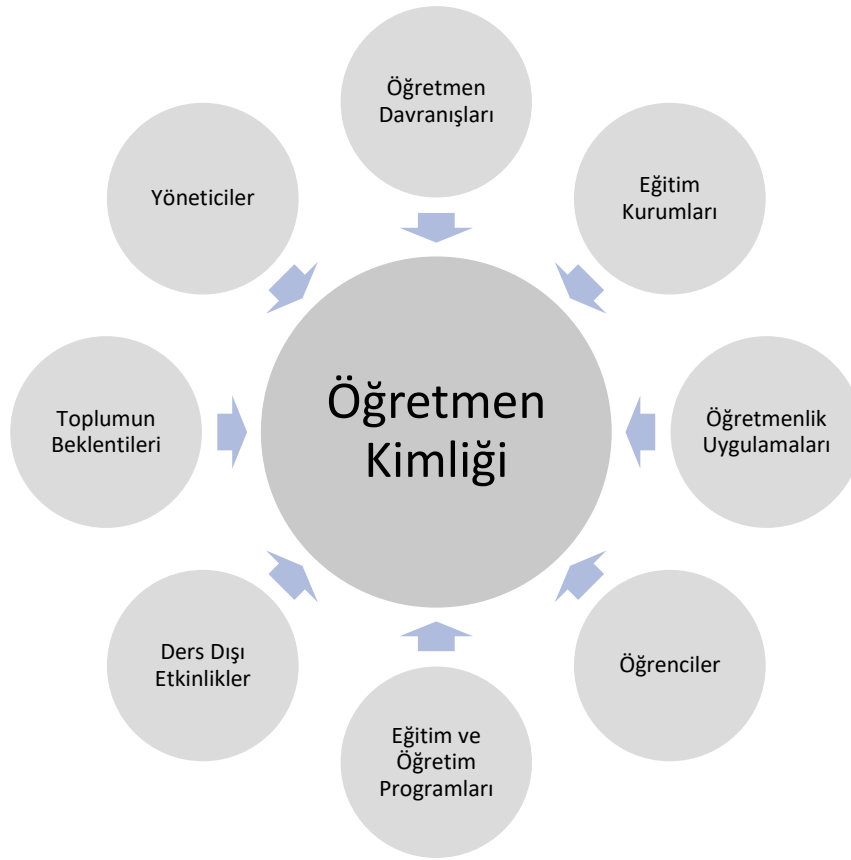 Öğretmen
Davranışları
Eğitim
Kurumları
Öğretmenlik
Uygulamaları
Öğrenciler
Eğitim ve
Öğretim
Programları
Ders Dışı
Etkinlikler
Toplumun
Beklentileri
Yöneticiler
Öğretmen
Kimliği